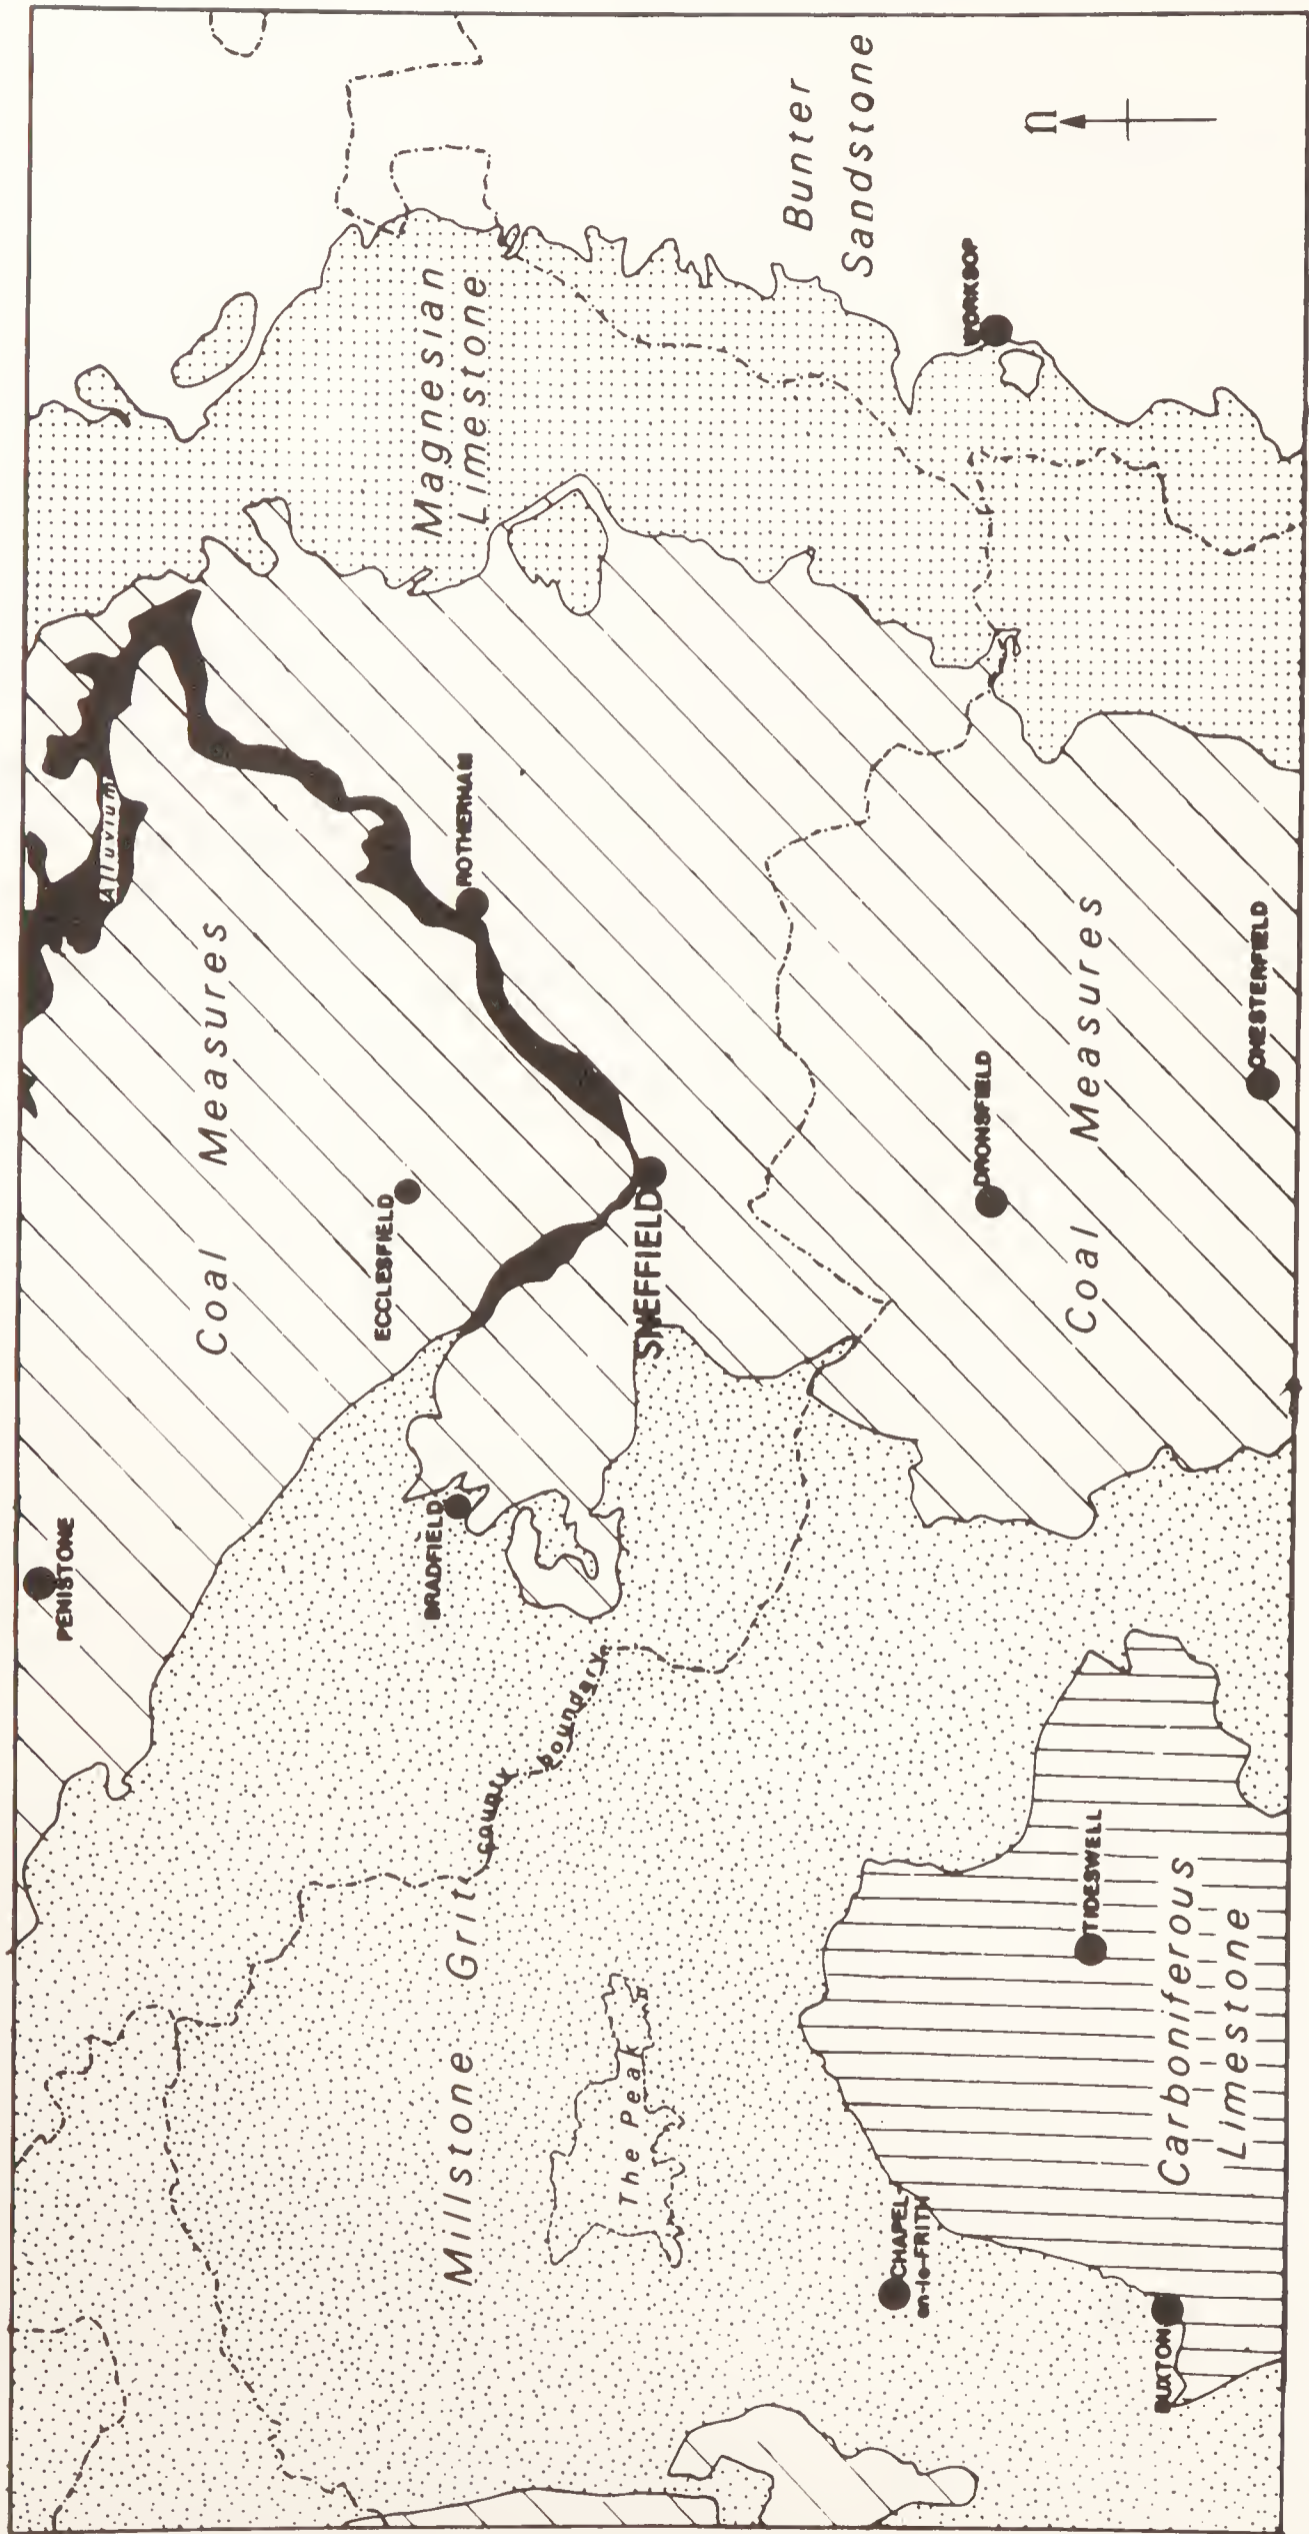 PENISTONE
Coal Measures
Alluvium
Magnesian
Limestone
ECCLESFIELD
ROTHERHAM
BRADFIELD
SHEFFIELD
county boundary
Millstone Grit
The Peak
Bunter
Sandstone
n
WORKSOP
CHAPEL
en-le-FRITH
TIDESWELL
DRONSFIELD
Coal Measures
BUXTON
Carboniferous
Limestone
CHESTERFIELD